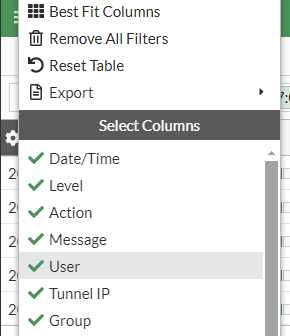 Best Fit Columns
Remove All Filters
Reset Table
Export
Select Columns
Date/Time
Level
Action
Message
User
Tunnel IP
Group